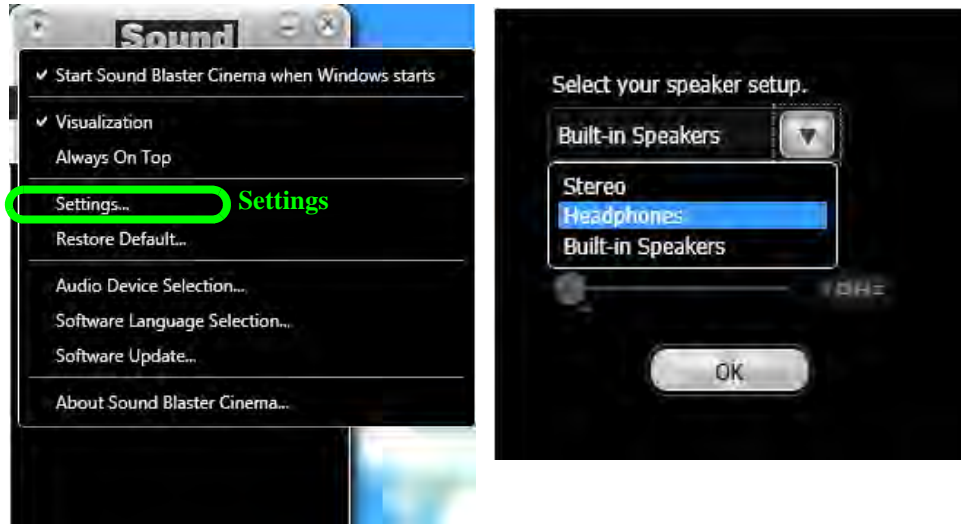 Sound
✓ Start Sound Blaster Cinema when Windows starts
✓ Visualization
Always On Top
Settings...
Settings
Restore Default...
Audio Device Selection...
Software Language Selection...
Software Update...
About Sound Blaster Cinema...
Select your speaker setup.
Built-in Speakers
Stereo
Headphones
Built-in Speakers
OK